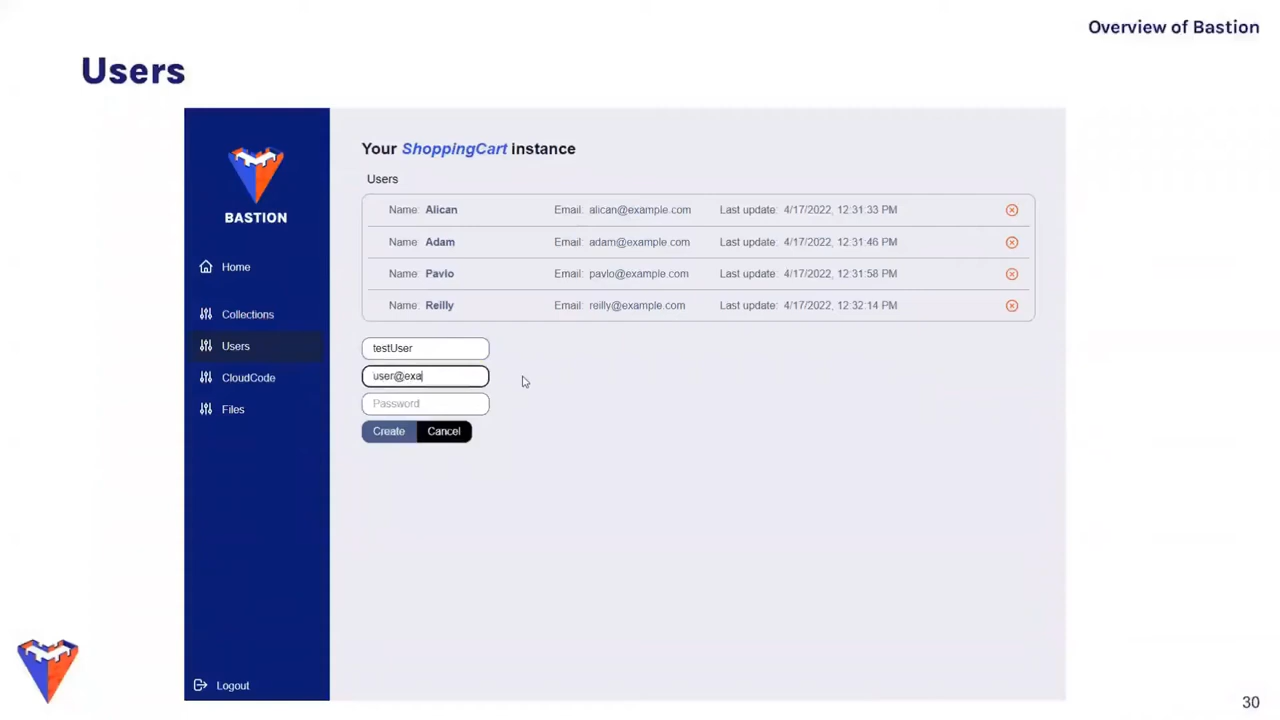 Overview of Bastion
Users
BASTION
Home
Collections
Users
CloudCode
Files
Logout
Your ShoppingCart instance
Users
Name: Alican Email: alican@example.com Last update: 4/17/2022, 12:31:33 PM
Name: Adam Email: adam@example.com Last update: 4/17/2022, 12:31:46 PM
Name: Pavlo Email: pavlo@example.com Last update: 4/17/2022, 12:31:58 PM
Name: Reilly Email: reilly@example.com Last update: 4/17/2022, 12:32:14 PM
testUser
user@exa
Password
Create Cancel
30